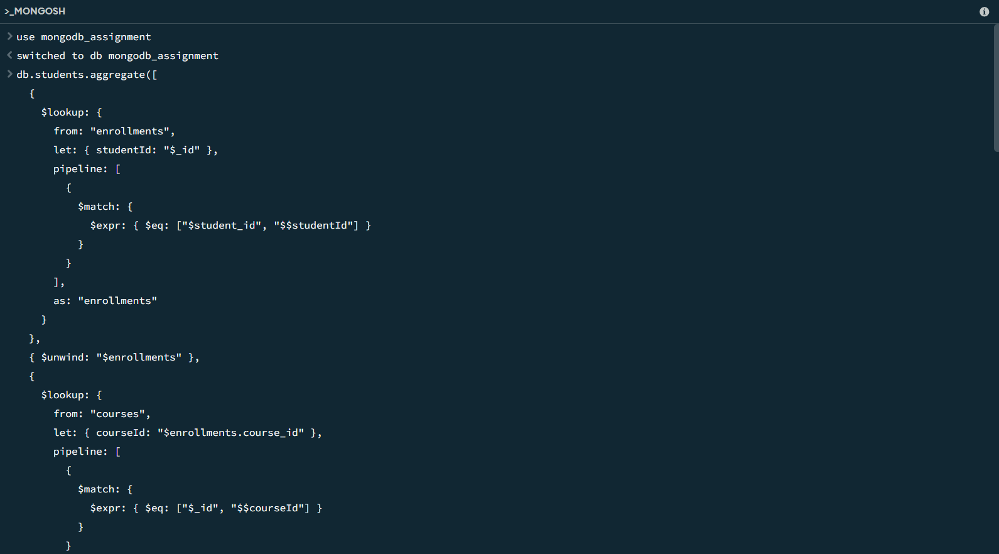 >_MONGOSH
> use mongodb_assignment
< switched to db mongodb_assignment
> db.students.aggregate([
    {
      $lookup: {
        from: "enrollments",
        let: { studentId: "$_id" },
        pipeline: [
          {
            $match: {
              $expr: { $eq: ["$student_id", "$$studentId"] }
            }
          }
        ],
        as: "enrollments"
      }
    },
    { $unwind: "$enrollments" },
    {
      $lookup: {
        from: "courses",
        let: { courseId: "$enrollments.course_id" },
        pipeline: [
          {
            $match: {
              $expr: { $eq: ["$_id", "$$courseId"] }
            }
          }